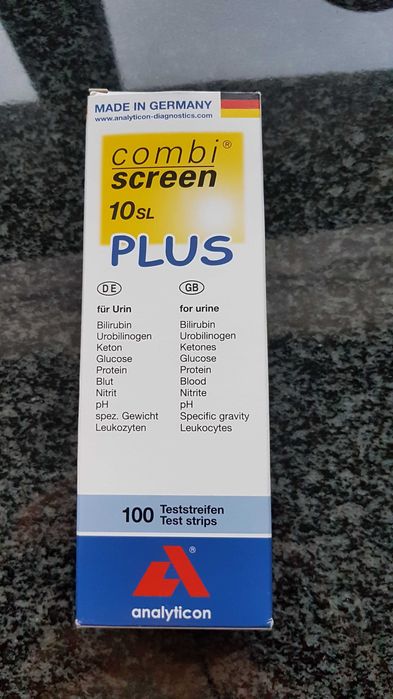 MADE IN GERMANY
www.analyticon-diagnostics.com
combi®
screen
10 SL
PLUS
DE
für Urin
Bilirubin
Urobilinogen
Keton
Glucose
Protein
Blut
Nitrit
pH
spez. Gewicht
Leukozyten
GB
for urine
Bilirubin
Urobilinogen
Ketones
Glucose
Protein
Blood
Nitrite
pH
Specific gravity
Leukocytes
100 Teststreifen
Test strips
®
analyticon